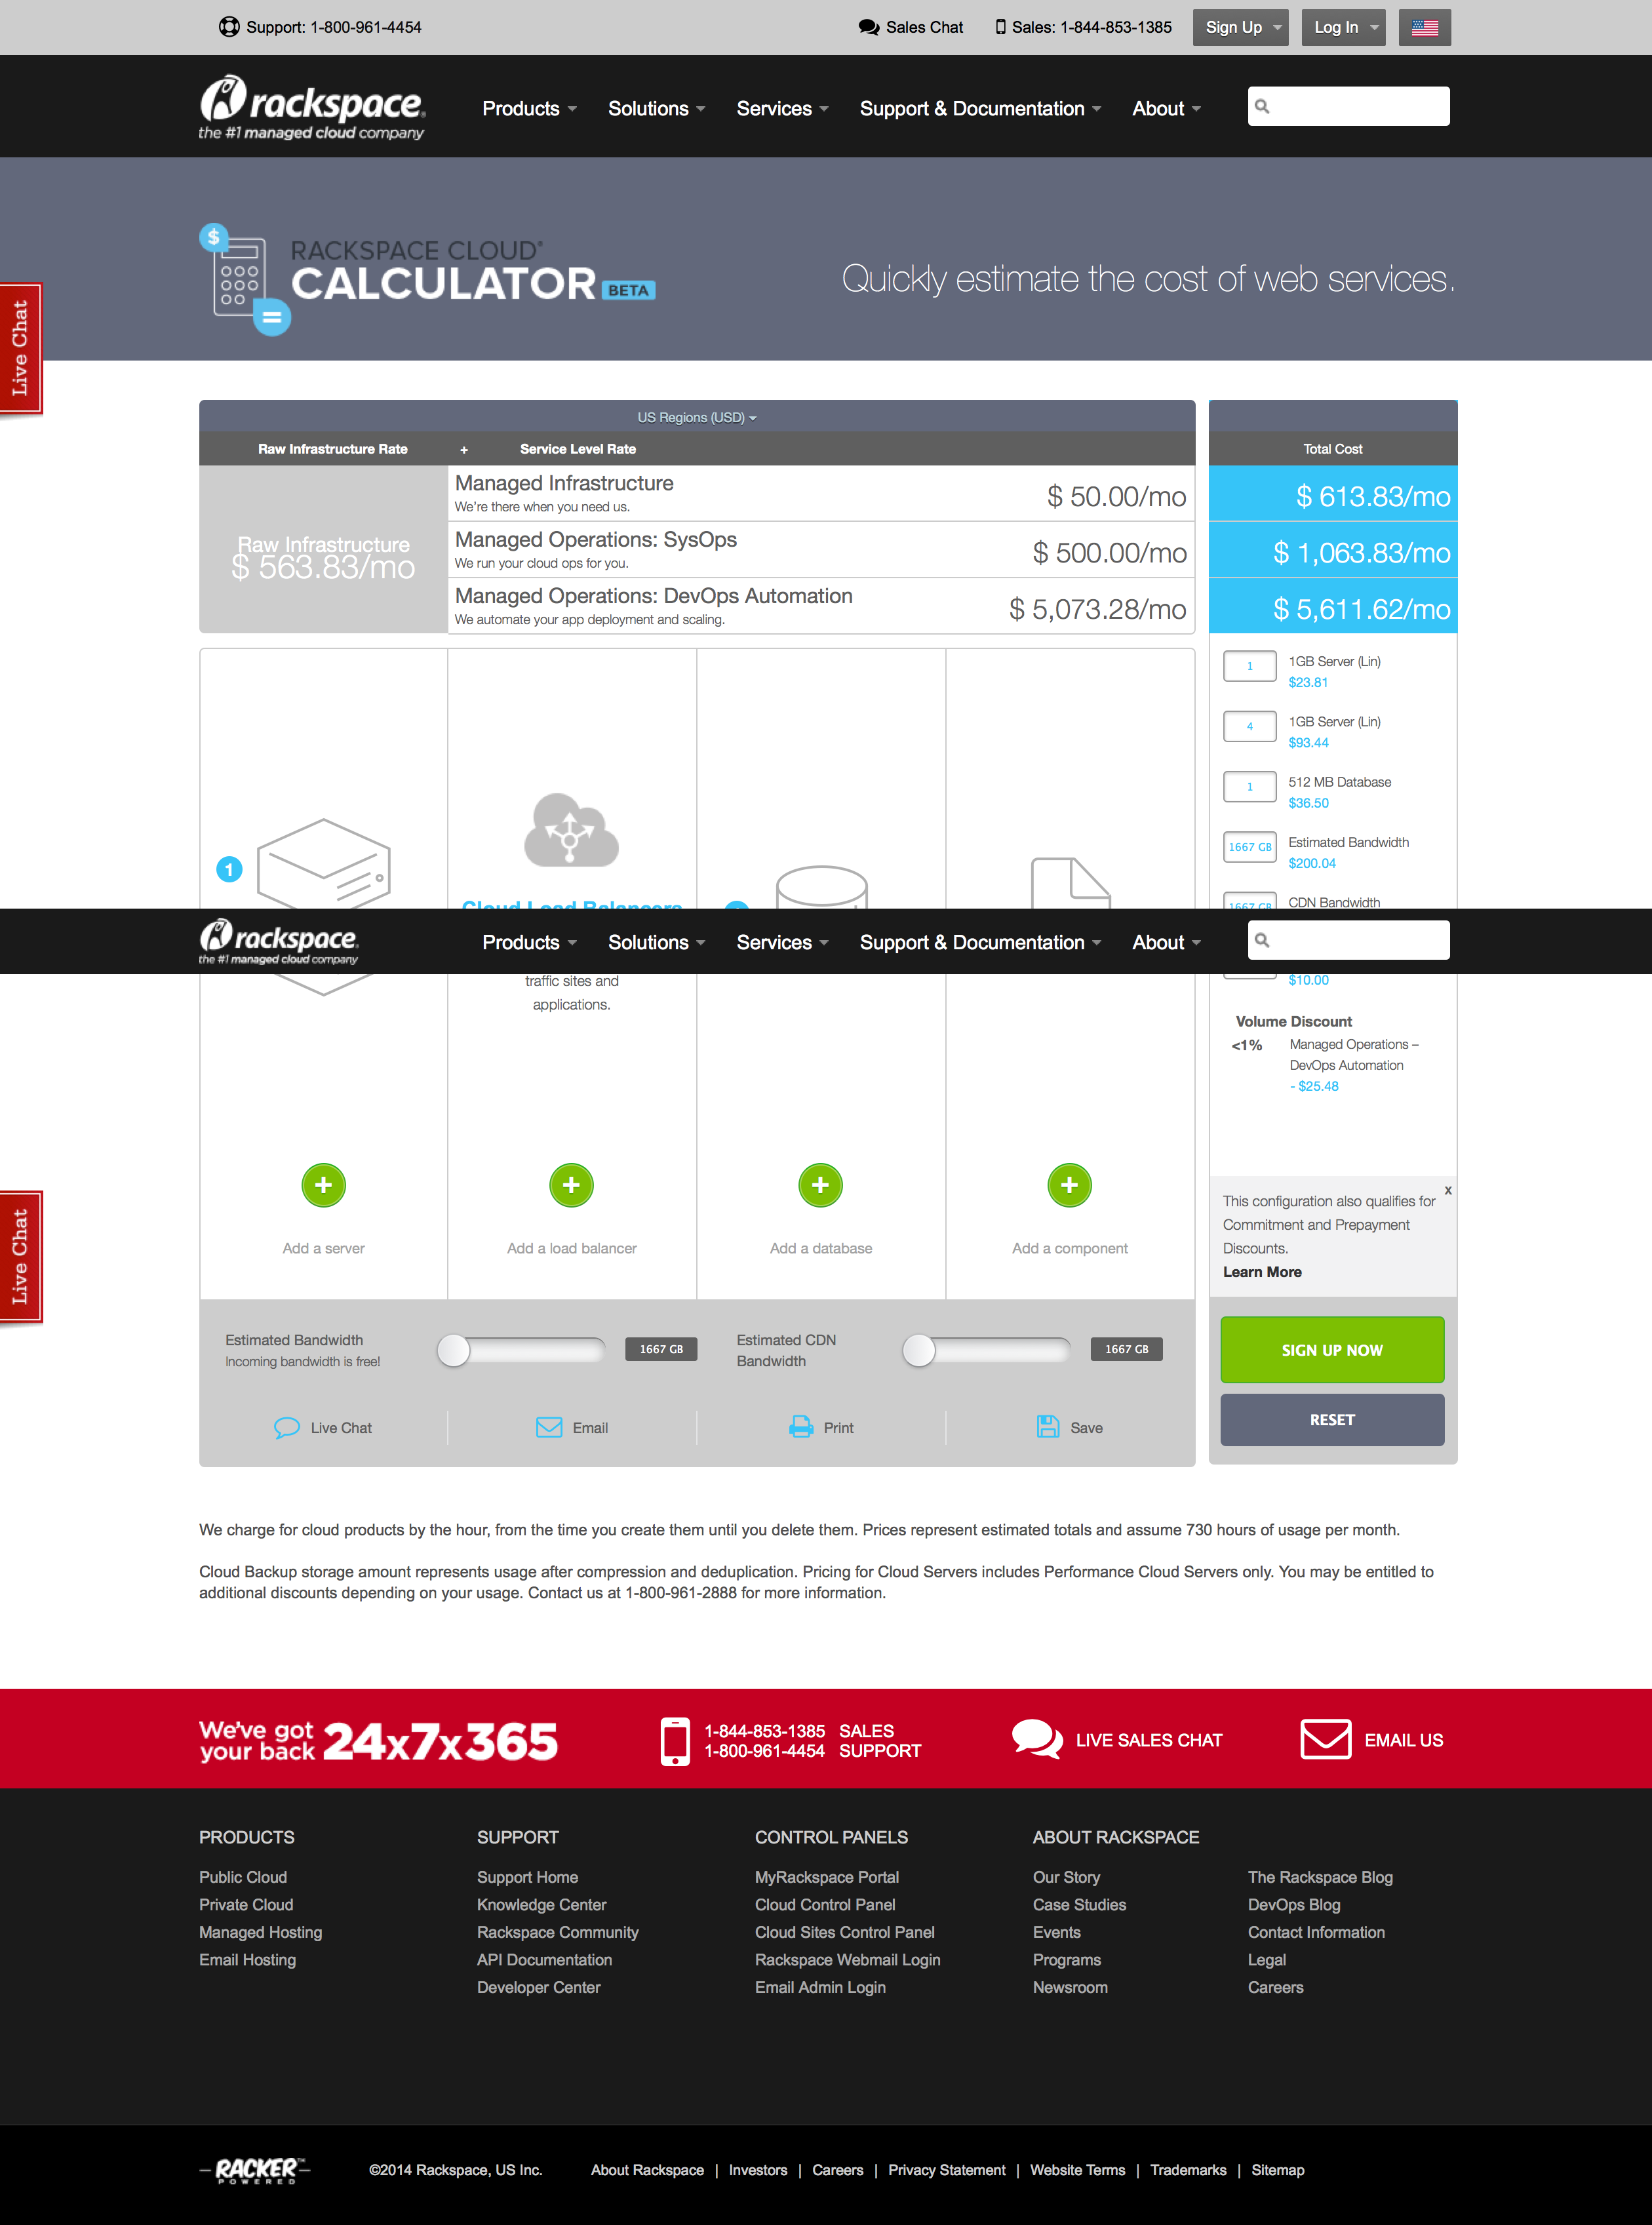 Support: 1-800-961-4454
Sales Chat
Sales: 1-844-853-1385
Sign Up
Log In
rackspace.
the #1 managed cloud company
Products
Solutions
Services
Support & Documentation
About
$
=
RACKSPACE CLOUD®
CALCULATOR BETA
Quickly estimate the cost of web services.
Live Chat
US Regions (USD)
Raw Infrastructure Rate
+
Service Level Rate
Total Cost
Raw Infrastructure
$ 563.83/mo
Managed Infrastructure
We're there when you need us.
$ 50.00/mo
$ 613.83/mo
Managed Operations: SysOps
We run your cloud ops for you.
$ 500.00/mo
$ 1,063.83/mo
Managed Operations: DevOps Automation
We automate your app deployment and scaling.
$ 5,073.28/mo
$ 5,611.62/mo
1
1GB Server (Lin)
$23.81
4
1GB Server (Lin)
$93.44
1
512 MB Database
$36.50
1667 GB
Estimated Bandwidth
$200.04
1667 GB
CDN Bandwidth
1
Cloud Load Balancers
rackspace.
the #1 managed cloud company
Products
Solutions
Services
Support & Documentation
About
traffic sites and
applications.
$10.00
Volume Discount
<1%
Managed Operations –
DevOps Automation
- $25.48
+
Add a server
+
Add a load balancer
+
Add a database
+
Add a component
x
This configuration also qualifies for
Commitment and Prepayment
Discounts.
Learn More
Live Chat
Estimated Bandwidth
Incoming bandwidth is free!
1667 GB
Estimated CDN
Bandwidth
1667 GB
SIGN UP NOW
RESET
Live Chat
Email
Print
Save
We charge for cloud products by the hour, from the time you create them until you delete them. Prices represent estimated totals and assume 730 hours of usage per month.
Cloud Backup storage amount represents usage after compression and deduplication. Pricing for Cloud Servers includes Performance Cloud Servers only. You may be entitled to
additional discounts depending on your usage. Contact us at 1-800-961-2888 for more information.
We've got
your back
24x7x365
1-844-853-1385 SALES
1-800-961-4454 SUPPORT
LIVE SALES CHAT
EMAIL US
PRODUCTS
Public Cloud
Private Cloud
Managed Hosting
Email Hosting
SUPPORT
Support Home
Knowledge Center
Rackspace Community
API Documentation
Developer Center
CONTROL PANELS
MyRackspace Portal
Cloud Control Panel
Cloud Sites Control Panel
Rackspace Webmail Login
Email Admin Login
ABOUT RACKSPACE
Our Story
Case Studies
Events
Programs
Newsroom
The Rackspace Blog
DevOps Blog
Contact Information
Legal
Careers
RACKER™
POWERED
©2014 Rackspace, US Inc.
About Rackspace | Investors | Careers | Privacy Statement | Website Terms | Trademarks | Sitemap